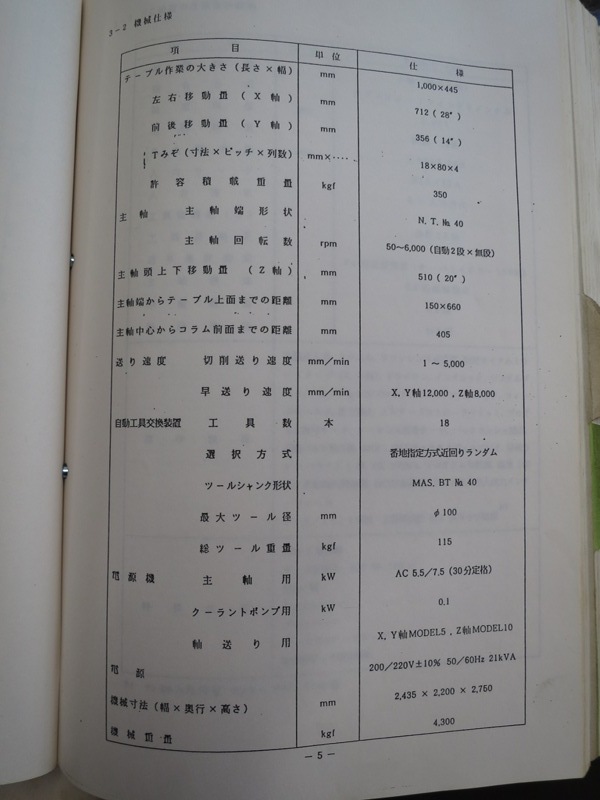 3-2 機械仕様
項 目 単位 仕 様
テーブル作業の大きさ（長さ×幅） mm 1,000×445
左右移動量（X軸） mm 712（28″）
前後移動量（Y軸） mm 356（14″）
Tみぞ（寸法×ピッチ×列数） mm×‥‥ 18×80×4
許容積載重量 kgf 350
主軸 主軸端形状 N.T.№40
主軸回転数 rpm 50～6,000（自動2段×無段）
主軸頭上下移動量（Z軸） mm 510（20″）
主軸端からテーブル上面までの距離 mm 150×660
主軸中心からコラム前面までの距離 mm 405
送り速度 切削送り速度 mm／min 1～5,000
早送り速度 mm／min X.Y軸12,000，Z軸8,000
自動工具交換装置 工具数 本 18
選択方式 番地指定方式近回りランダム
ツールシャンク形状 MAS.BT №40
最大ツール径 mm φ100
総ツール重量 kgf 115
電源機 主軸用 kW AC 5.5／7.5（30分定格）
クーラントポンプ用 kW 0.1
軸送り用 X.Y軸MODEL5，Z軸MODEL10
電源 200／220V±10% 50／60Hz 21kVA
機械寸法（幅×奥行×高さ） mm 2,435 × 2,200 × 2,750
機械重量 kgf 4,300
－5－